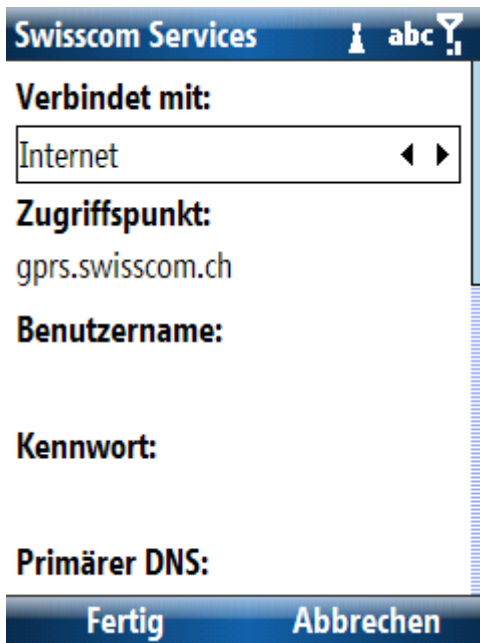 Swisscom Services abc
Verbindet mit:
Internet
Zugriffspunkt:
gprs.swisscom.ch
Benutzername:
Kennwort:
Primärer DNS:
Fertig Abbrechen